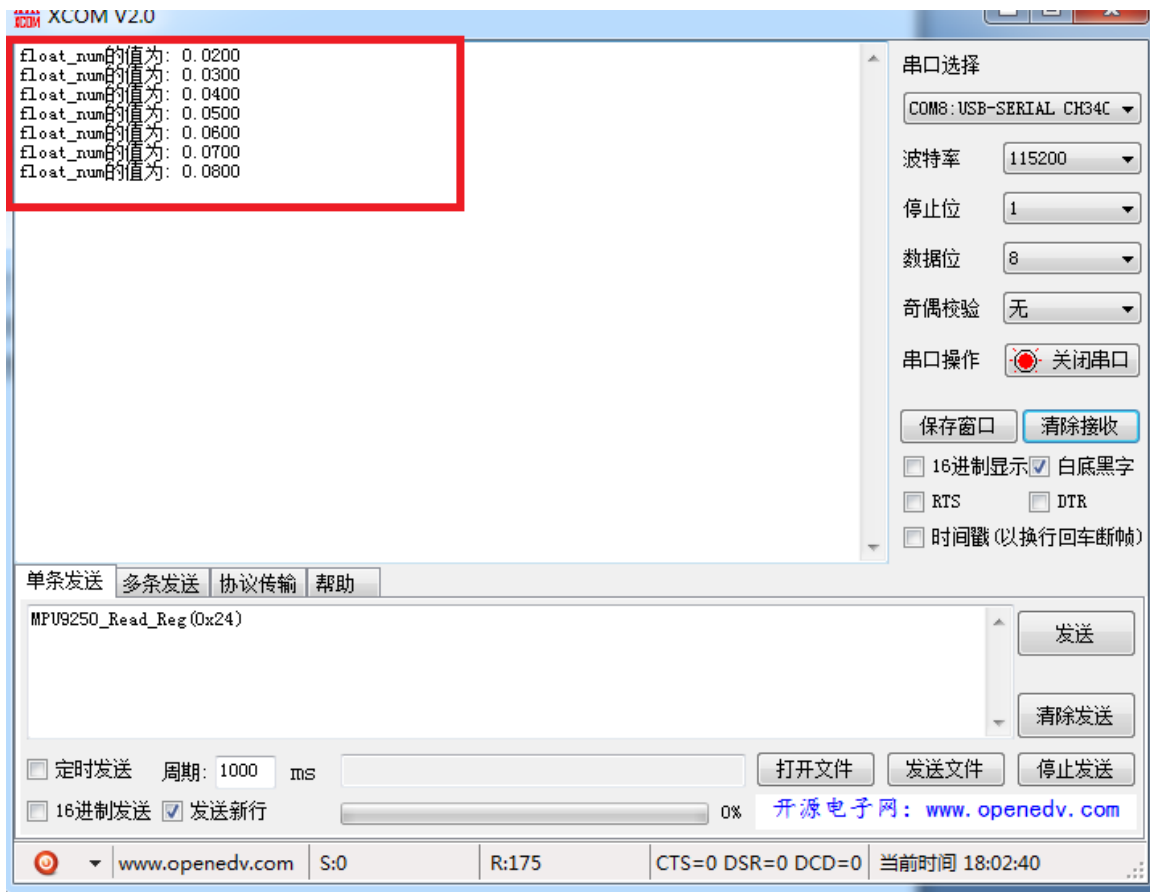 XCOM V2.0
float_num的值为: 0.0200
float_num的值为: 0.0300
float_num的值为: 0.0400
float_num的值为: 0.0500
float_num的值为: 0.0600
float_num的值为: 0.0700
float_num的值为: 0.0800
串口选择
COM8:USB-SERIAL CH34C
波特率 115200
停止位 1
数据位 8
奇偶校验 无
串口操作 关闭串口
保存窗口 清除接收
16进制显示 白底黑字
RTS DTR
时间戳(以换行回车断帧)
单条发送 多条发送 协议传输 帮助
MPU9250_Read_Reg(0x24)
发送
清除发送
定时发送 周期: 1000 ms 打开文件 发送文件 停止发送
16进制发送 发送新行 0% 开源电子网: www.openedv.com
www.openedv.com S:0 R:175 CTS=0 DSR=0 DCD=0 当前时间 18:02:40